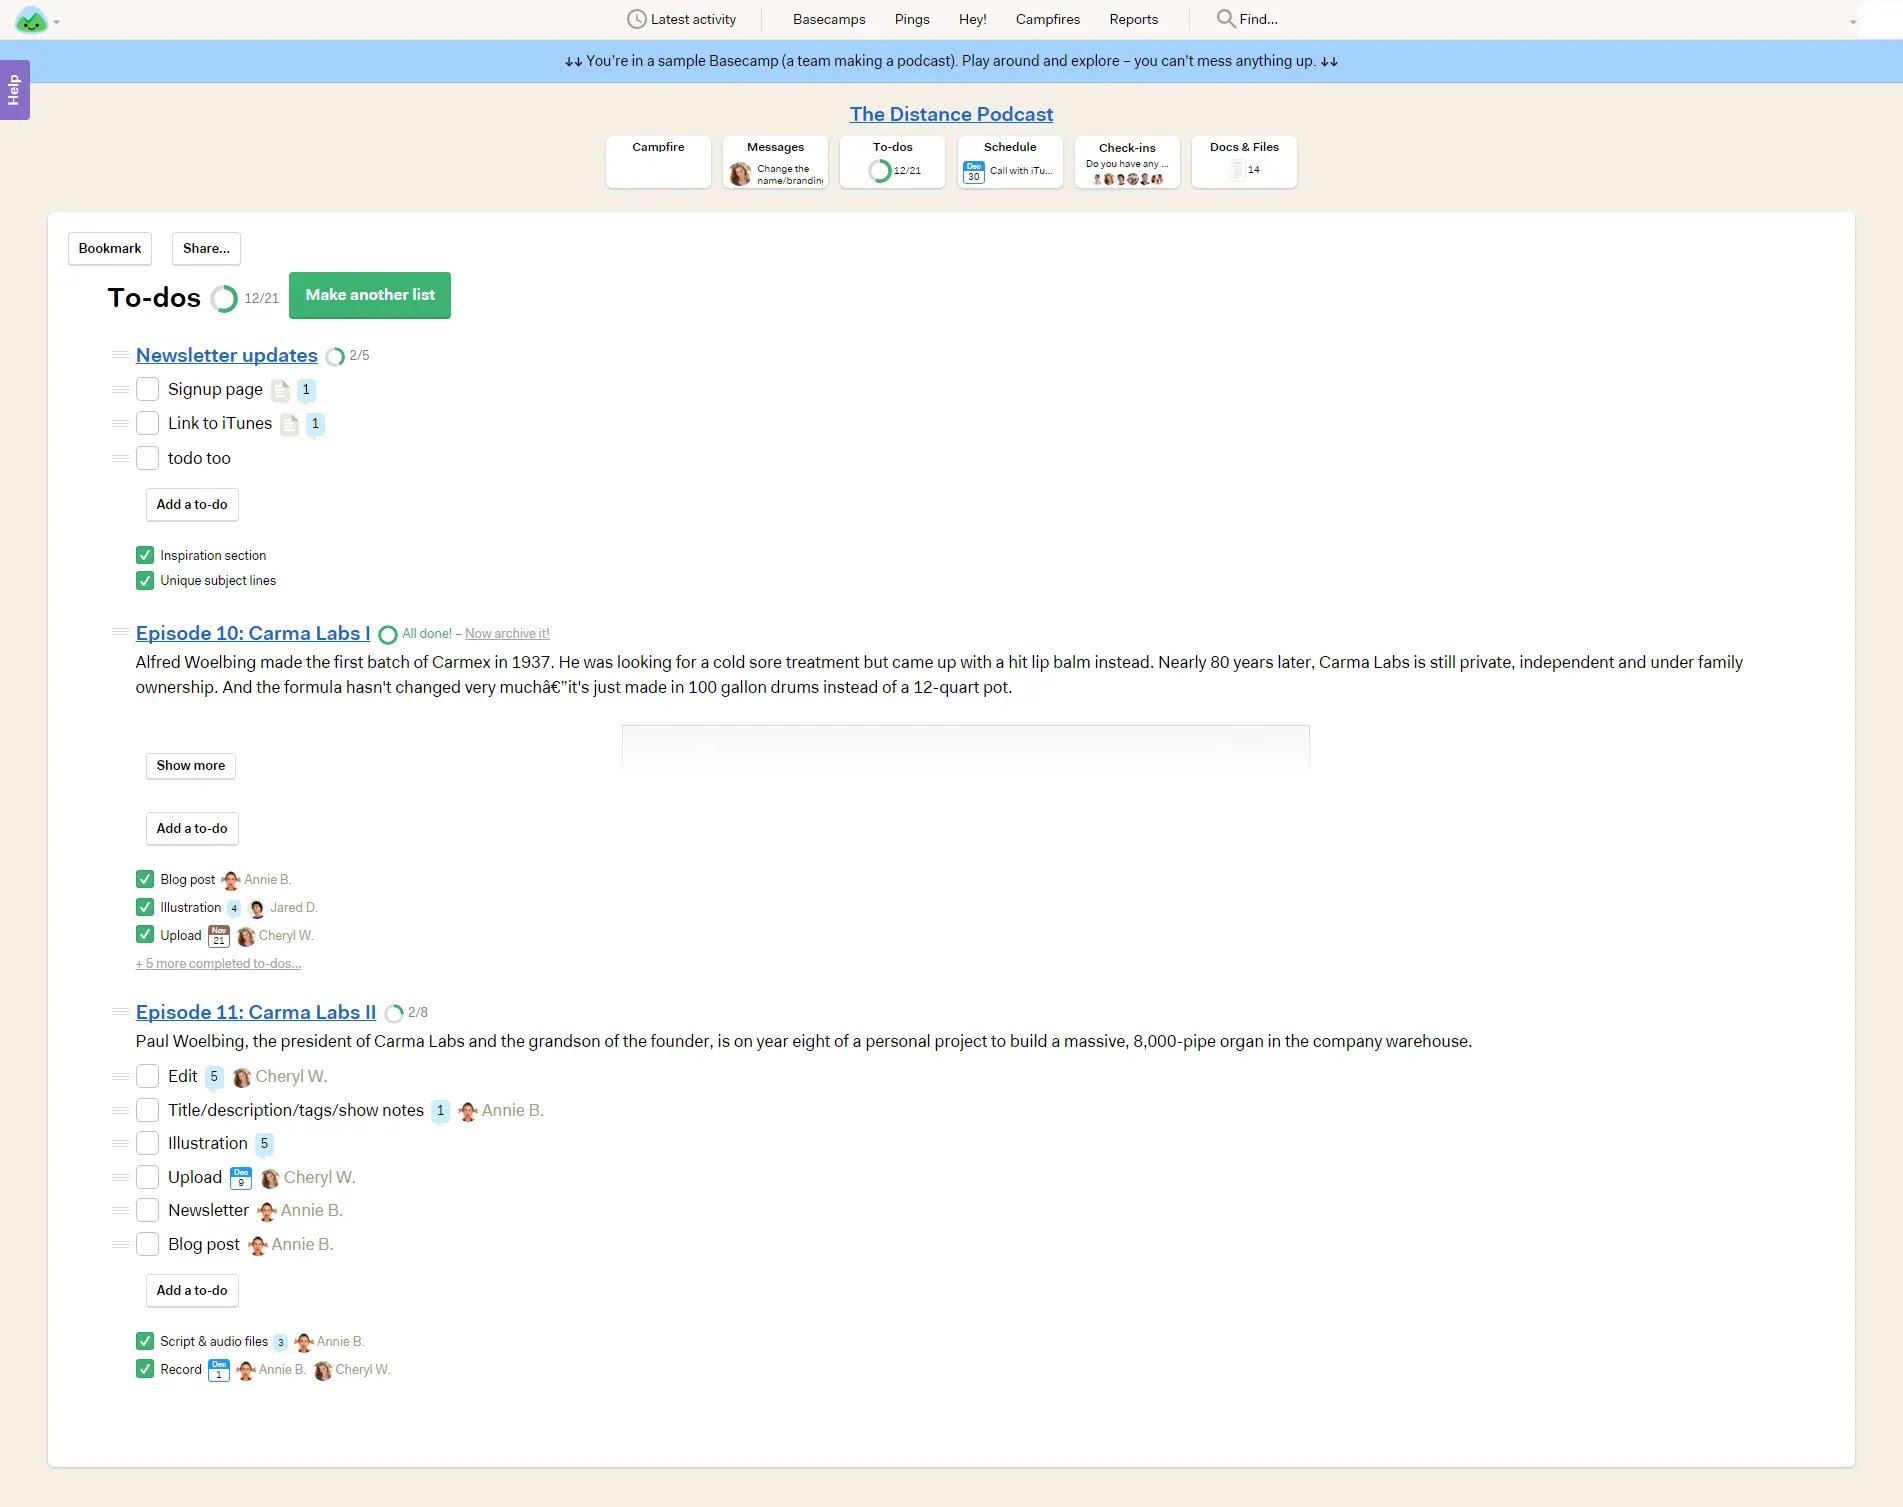 Latest activity
Basecamps
Pings
Hey!
Campfires
Reports
Find...
↓↓ You're in a sample Basecamp (a team making a podcast). Play around and explore – you can't mess anything up. ↓↓
Help
The Distance Podcast
Campfire
Messages
Change the
name/branding
To-dos
12/21
Schedule
Dec
30
Call with iTu...
Check-ins
Do you have any ...
Docs & Files
14
Bookmark
Share...
To-dos 12/21
Make another list
Newsletter updates 2/5
Signup page 1
Link to iTunes 1
todo too
Add a to-do
Inspiration section
Unique subject lines
Episode 10: Carma Labs I All done! – Now archive it!
Alfred Woelbing made the first batch of Carmex in 1937. He was looking for a cold sore treatment but came up with a hit lip balm instead. Nearly 80 years later, Carma Labs is still private, independent and under family
ownership. And the formula hasn't changed very muchâ€”it's just made in 100 gallon drums instead of a 12-quart pot.
Show more
Add a to-do
Blog post Annie B.
Illustration 4 Jared D.
Upload Nov 21 Cheryl W.
+ 5 more completed to-dos...
Episode 11: Carma Labs II 2/8
Paul Woelbing, the president of Carma Labs and the grandson of the founder, is on year eight of a personal project to build a massive, 8,000-pipe organ in the company warehouse.
Edit 5 Cheryl W.
Title/description/tags/show notes 1 Annie B.
Illustration 5
Upload Dec 9 Cheryl W.
Newsletter Annie B.
Blog post Annie B.
Add a to-do
Script & audio files 3 Annie B.
Record Dec 1 Annie B. Cheryl W.